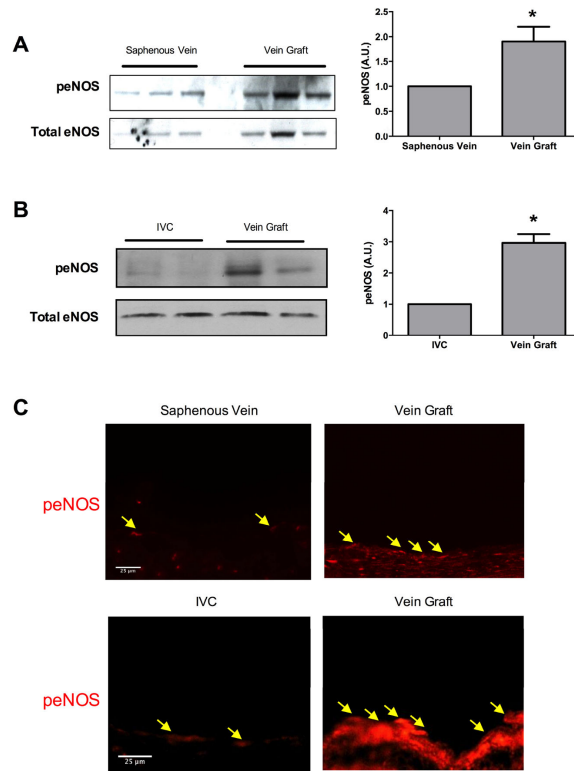 A
Saphenous Vein
Vein Graft
peNOS
Total eNOS
peNOS (A.U.)
2.5
2.0
1.5
1.0
0.5
0.0
*
Saphenous Vein
Vein Graft
B
IVC
Vein Graft
peNOS
Total eNOS
peNOS (A.U.)
4
3
2
1
0
*
IVC
Vein Graft
C
Saphenous Vein
Vein Graft
peNOS
25 µm
IVC
Vein Graft
peNOS
25 µm